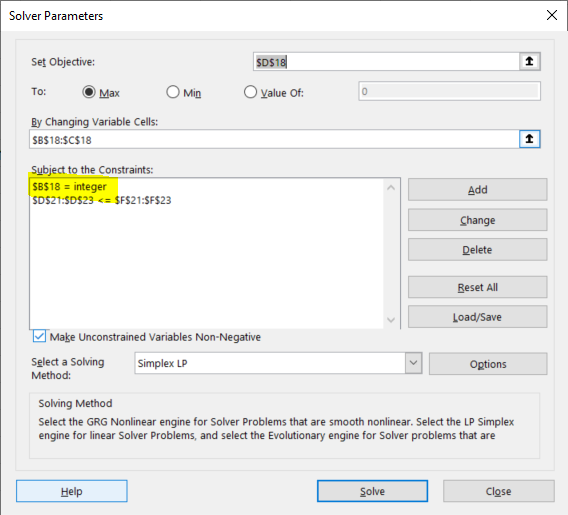 Solver Parameters
Set Objective:
$D$18
To:
Max
Min
Value Of:
0
By Changing Variable Cells:
$B$18:$C$18
Subject to the Constraints:
$B$18 = integer
$D$21:$D$23 <= $F$21:$F$23
Add
Change
Delete
Reset All
Load/Save
Make Unconstrained Variables Non-Negative
Select a Solving
Method:
Simplex LP
Options
Solving Method
Select the GRG Nonlinear engine for Solver Problems that are smooth nonlinear. Select the LP Simplex
engine for linear Solver Problems, and select the Evolutionary engine for Solver problems that are
Help
Solve
Close